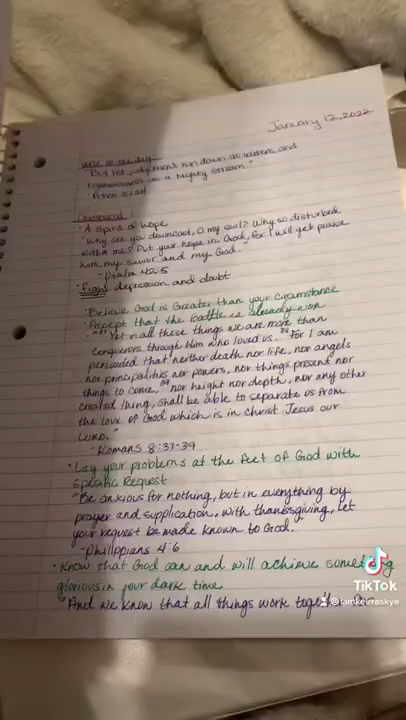 January 12, 2022
verse of the day
"But let judgment run down as waters, and
righteousness as a mighty stream."
Amos 5:24
Devotional
· A Spirit of hope
"Why are you downcast, O my soul? Why so disturbed
within me? Put your hope in God, for I will yet praise
him, my savior and my God."
- Psalm 42:5
· Fight depression and doubt
· Believe God is Greater than your circumstance
· Accept that the battle is already won
"37 Yet in all these things we are more than
conquerors through Him who loved us. 38 For I am
persuaded that neither death nor life, nor angels
nor principalities nor powers, nor things present nor
things to come, 39 nor height nor depth, nor any other
created thing, shall be able to separate us from
the love of God which is in Christ Jesus our
Lord."
- Romans 8:37-39
· Lay your problems at the feet of God with
Specific Request
"Be anxious for nothing, but in everything by
prayer and supplication, with thanksgiving, let
your request be made known to God."
- Philippians 4:6
· Know that God can and will achieve something
glorious in your dark time
"And we know that all things work together
TikTok